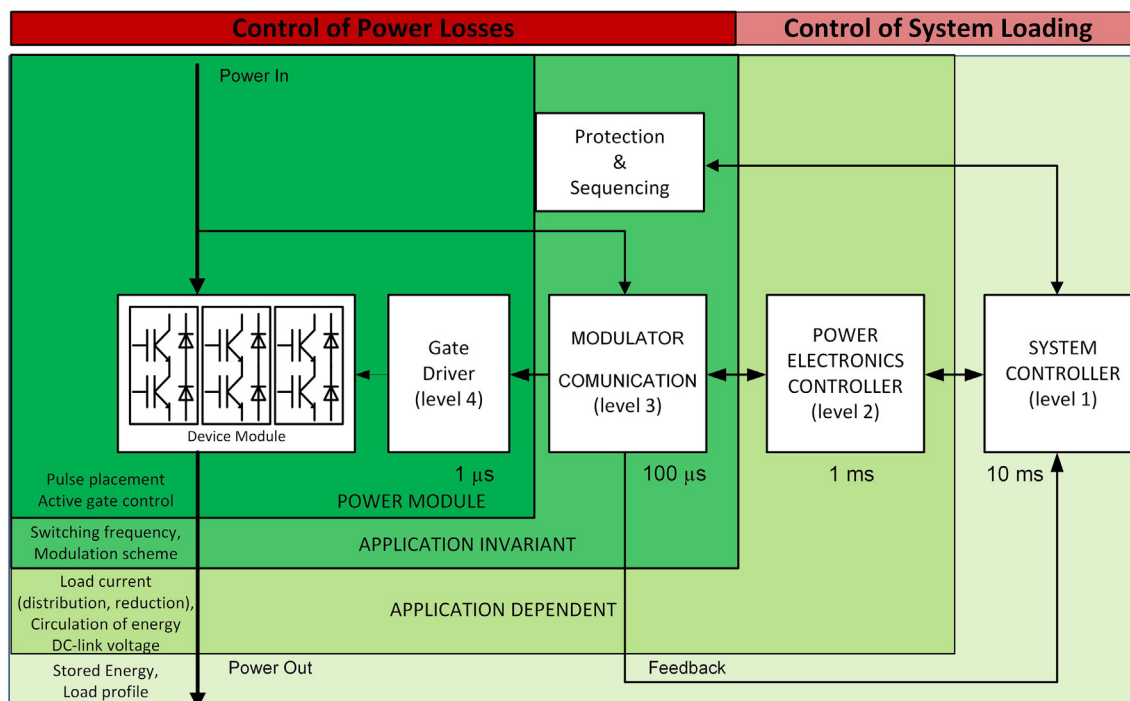 Control of Power Losses
Control of System Loading
Power In
Protection
&
Sequencing
Device Module
Gate
Driver
(level 4)
MODULATOR
COMUNICATION
(level 3)
POWER
ELECTRONICS
CONTROLLER
(level 2)
SYSTEM
CONTROLLER
(level 1)
1 μs
100 μs
1 ms
10 ms
Pulse placement
Active gate control
POWER MODULE
Switching frequency,
Modulation scheme
APPLICATION INVARIANT
Load current
(distribution, reduction),
Circulation of energy
DC-link voltage
APPLICATION DEPENDENT
Stored Energy,
Load profile
Power Out
Feedback